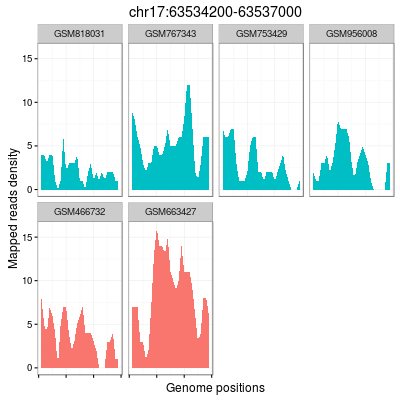 chr17:63534200-63537000
GSM818031 GSM767343 GSM753429 GSM956008
15
10
5
0
Mapped reads density
GSM466732 GSM663427
15
10
5
0
Genome positions